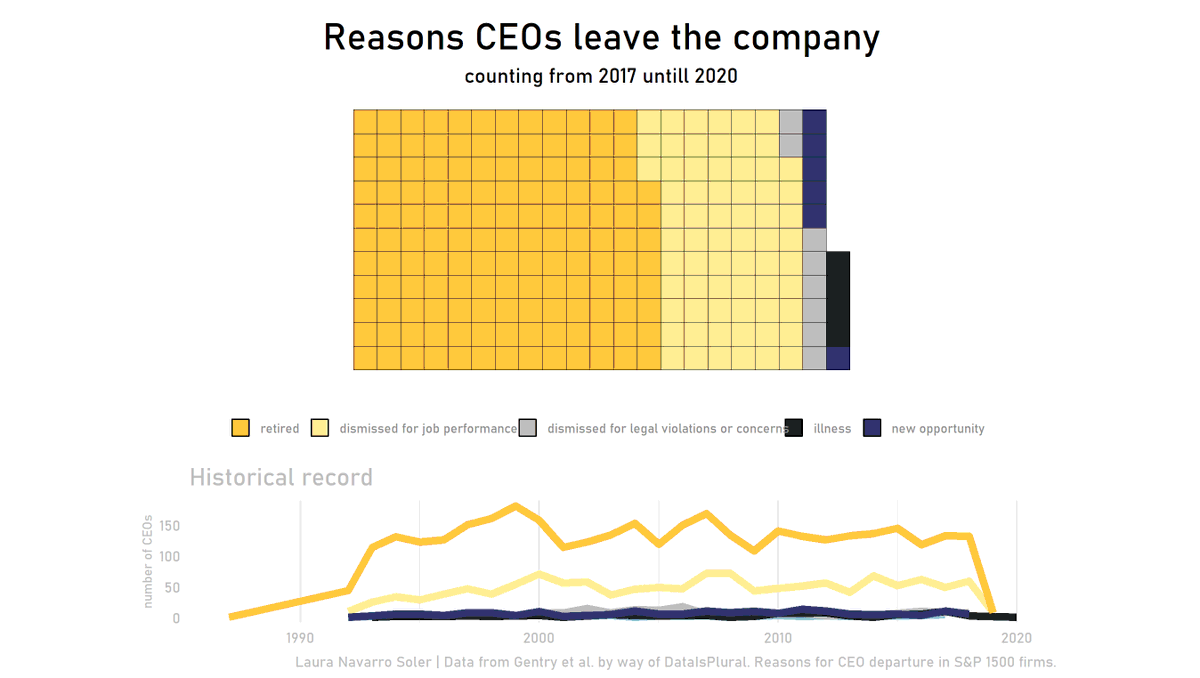 Reasons CEOs leave the company
counting from 2017 untill 2020
retired dismissed for job performance dismissed for legal violations or concerns illness new opportunity
Historical record
number of CEOs
150
100
50
0
1990 2000 2010 2020
Laura Navarro Soler | Data from Gentry et al. by way of DataIsPlural. Reasons for CEO departure in S&P 1500 firms.